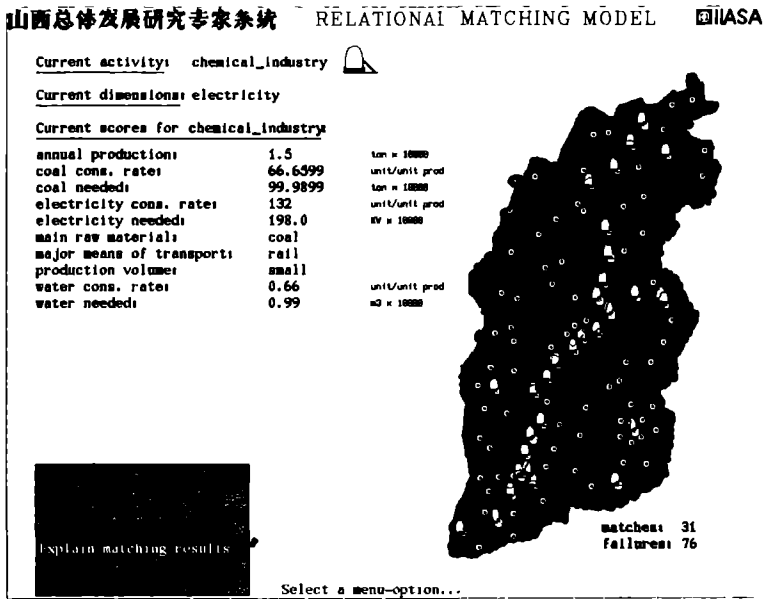 山西总体发展研究专家系统 RELATIONAL MATCHING MODEL IIASA
Current activity: chemical_industry
Current dimensions: electricity
Current scores for chemical_industry:
annual production: 1.5 ton × 10000
coal cons. rate: 66.6599 unit/unit prod
coal needed: 99.9899 ton × 10000
electricity cons. rate: 132 unit/unit prod
electricity needed: 198.0 KV × 10000
main raw material: coal
major means of transport: rail
production volume: small
water cons. rate: 0.66 unit/unit prod
water needed: 0.99 m3 × 10000
matches: 31
failures: 76
Explain matching results
Select a menu-option...